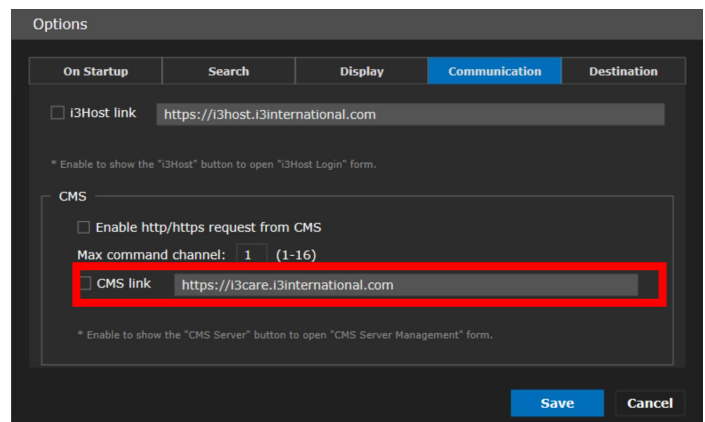 Options
On Startup Search Display Communication Destination
i3Host link https://i3host.i3international.com
* Enable to show the "i3Host" button to open "i3Host Login" form.
CMS
Enable http/https request from CMS
Max command channel: 1 (1-16)
CMS link https://i3care.i3international.com
* Enable to show the "CMS Server" button to open "CMS Server Management" form.
Save Cancel